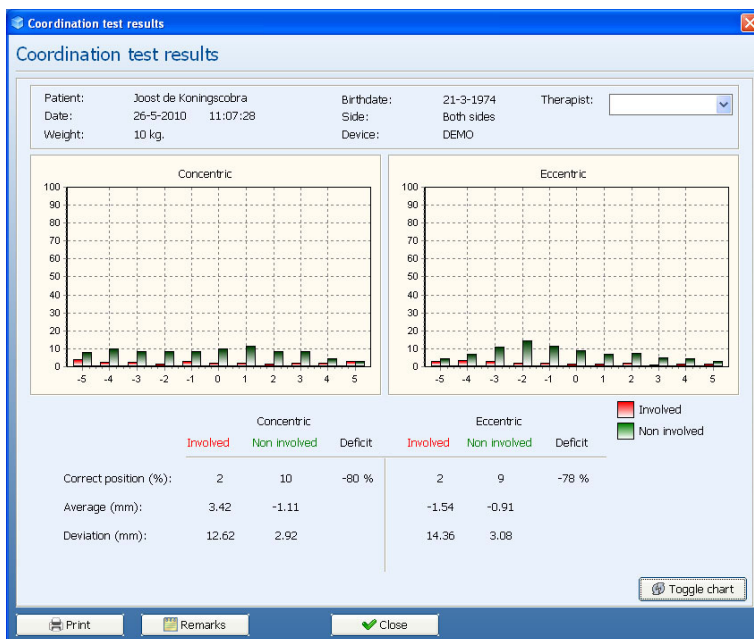 Coordination test results
Coordination test results
Patient: Joost de Koningscobra Birthdate: 21-3-1974 Therapist:
Date: 26-5-2010 11:07:28 Side: Both sides
Weight: 10 kg. Device: DEMO
Concentric
100
90
80
70
60
50
40
30
20
10
0
-5 -4 -3 -2 -1 0 1 2 3 4 5
Eccentric
100
90
80
70
60
50
40
30
20
10
0
-5 -4 -3 -2 -1 0 1 2 3 4 5
Involved
Non involved
Concentric Eccentric
Involved Non involved Deficit Involved Non involved Deficit
Correct position (%): 2 10 -80 % 2 9 -78 %
Average (mm): 3.42 -1.11 -1.54 -0.91
Deviation (mm): 12.62 2.92 14.36 3.08
Toggle chart
Print Remarks Close